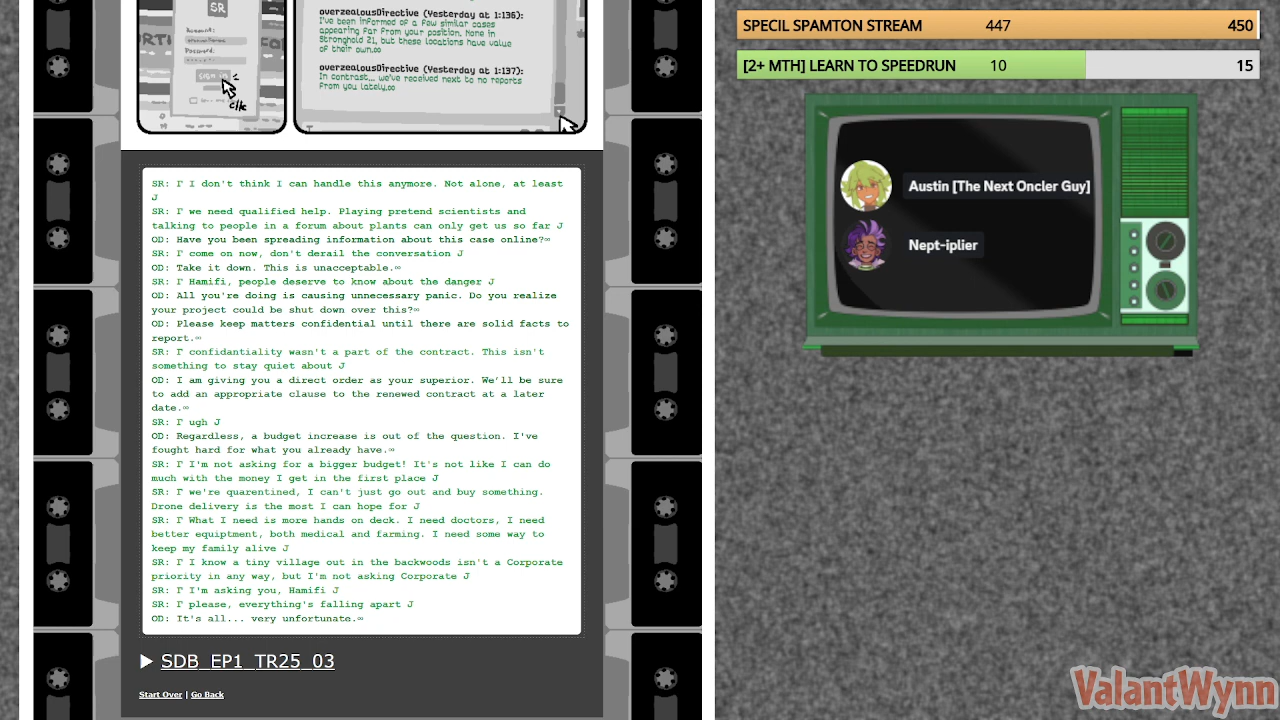 SR
Account:
Password:
sign in
clk
overzealousDirective (Yesterday at 1:136):
I've been informed of a few similar cases
appearing far from your position. None in
Stronghold 21, but these locations have value
of their own.∞
overzealousDirective (Yesterday at 1:137):
In contrast... we've received next to no reports
from you lately.∞
SR: Γ I don't think I can handle this anymore. Not alone, at least
J
SR: Γ we need qualified help. Playing pretend scientists and
talking to people in a forum about plants can only get us so far J
OD: Have you been spreading information about this case online?∞
SR: Γ come on now, don't derail the conversation J
OD: Take it down. This is unacceptable.∞
SR: Γ Hamifi, people deserve to know about the danger J
OD: All you're doing is causing unnecessary panic. Do you realize
your project could be shut down over this?∞
OD: Please keep matters confidential until there are solid facts to
report.∞
SR: Γ confidantiality wasn't a part of the contract. This isn't
something to stay quiet about J
OD: I am giving you a direct order as your superior. We'll be sure
to add an appropriate clause to the renewed contract at a later
date.∞
SR: Γ ugh J
OD: Regardless, a budget increase is out of the question. I've
fought hard for what you already have.∞
SR: Γ I'm not asking for a bigger budget! It's not like I can do
much with the money I get in the first place J
SR: Γ we're quarentined, I can't just go out and buy something.
Drone delivery is the most I can hope for J
SR: Γ What I need is more hands on deck. I need doctors, I need
better equiptment, both medical and farming. I need some way to
keep my family alive J
SR: Γ I know a tiny village out in the backwoods isn't a Corporate
priority in any way, but I'm not asking Corporate J
SR: Γ I'm asking you, Hamifi J
SR: Γ please, everything's falling apart J
OD: It's all... very unfortunate.∞
SDB_EP1_TR25_03
Start Over | Go Back
SPECIL SPAMTON STREAM 447 450
[2+ MTH] LEARN TO SPEEDRUN 10 15
Austin [The Next Oncler Guy]
Nept-iplier
ValantWynn